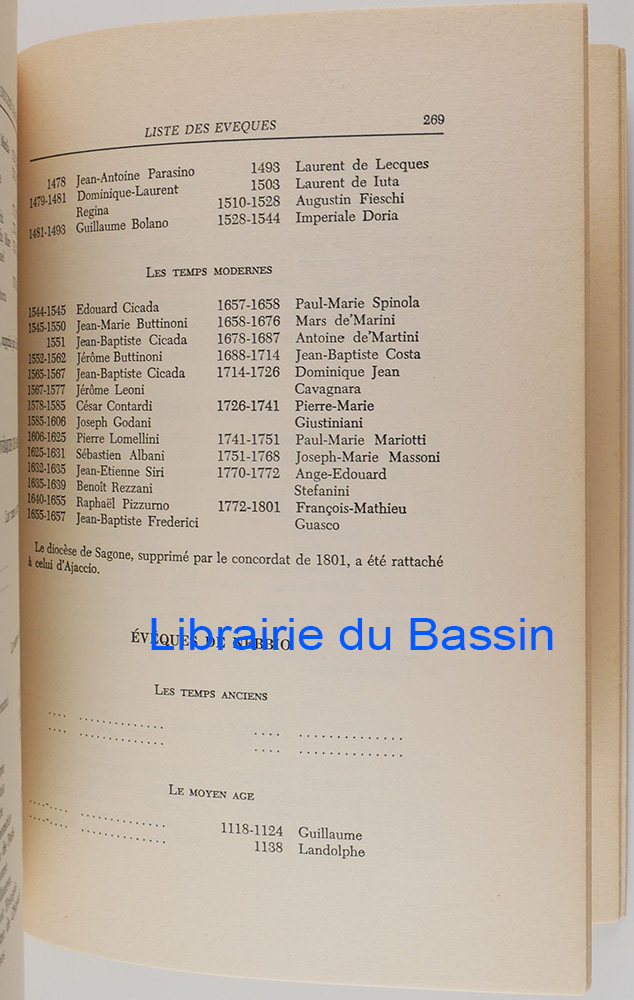 LISTE DES EVEQUES 269
1478 Jean-Antoine Parasino
1479-1481 Dominique-Laurent
Regina
1481-1493 Guillaume Bolano
1493 Laurent de Lecques
1503 Laurent de Iuta
1510-1528 Augustin Fieschi
1528-1544 Imperiale Doria
LES TEMPS MODERNES
1544-1545 Edouard Cicada
1545-1550 Jean-Marie Buttinoni
1551 Jean-Baptiste Cicada
1552-1562 Jérôme Buttinoni
1565-1567 Jean-Baptiste Cicada
1567-1577 Jérôme Leoni
1578-1585 César Contardi
1585-1606 Joseph Godani
1606-1625 Pierre Lomellini
1625-1631 Sébastien Albani
1632-1635 Jean-Etienne Siri
1635-1639 Benoît Rezzani
1640-1655 Raphaël Pizzurno
1655-1657 Jean-Baptiste Frederici
1657-1658 Paul-Marie Spinola
1658-1676 Mars de'Marini
1678-1687 Antoine de'Martini
1688-1714 Jean-Baptiste Costa
1714-1726 Dominique Jean
Cavagnara
1726-1741 Pierre-Marie
Giustiniani
1741-1751 Paul-Marie Mariotti
1751-1768 Joseph-Marie Massoni
1770-1772 Ange-Edouard
Stefanini
1772-1801 François-Mathieu
Guasco
Le diocèse de Sagone, supprimé par le concordat de 1801, a été rattaché
à celui d'Ajaccio.
ÉVÊQUES DE NEBBIO
Librairie du Bassin
LES TEMPS ANCIENS
.... .............
.... .............
.... ..............
.... ..............
LE MOYEN AGE
....-.... .............
....-.... .............
1118-1124 Guillaume
1138 Landolphe